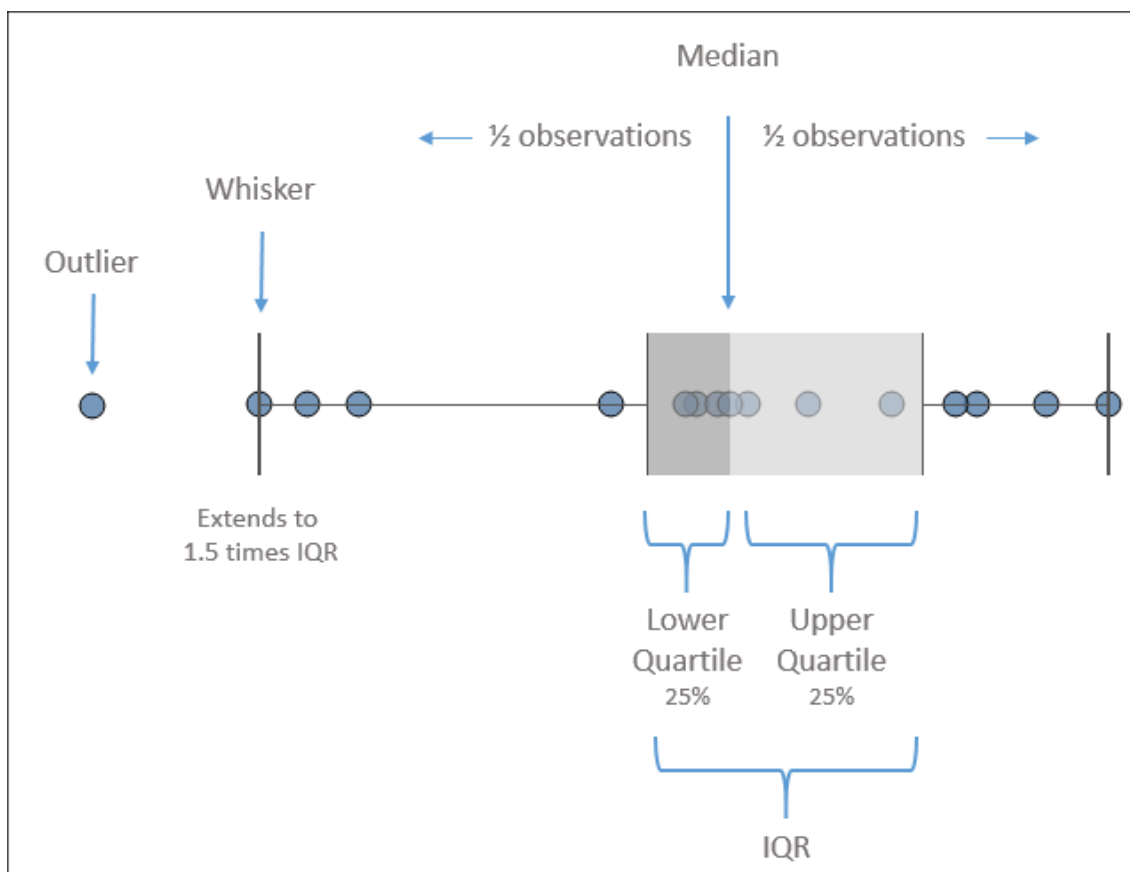 Median
½ observations
½ observations
Whisker
Outlier
Extends to
1.5 times IQR
Lower
Quartile
25%
Upper
Quartile
25%
IQR